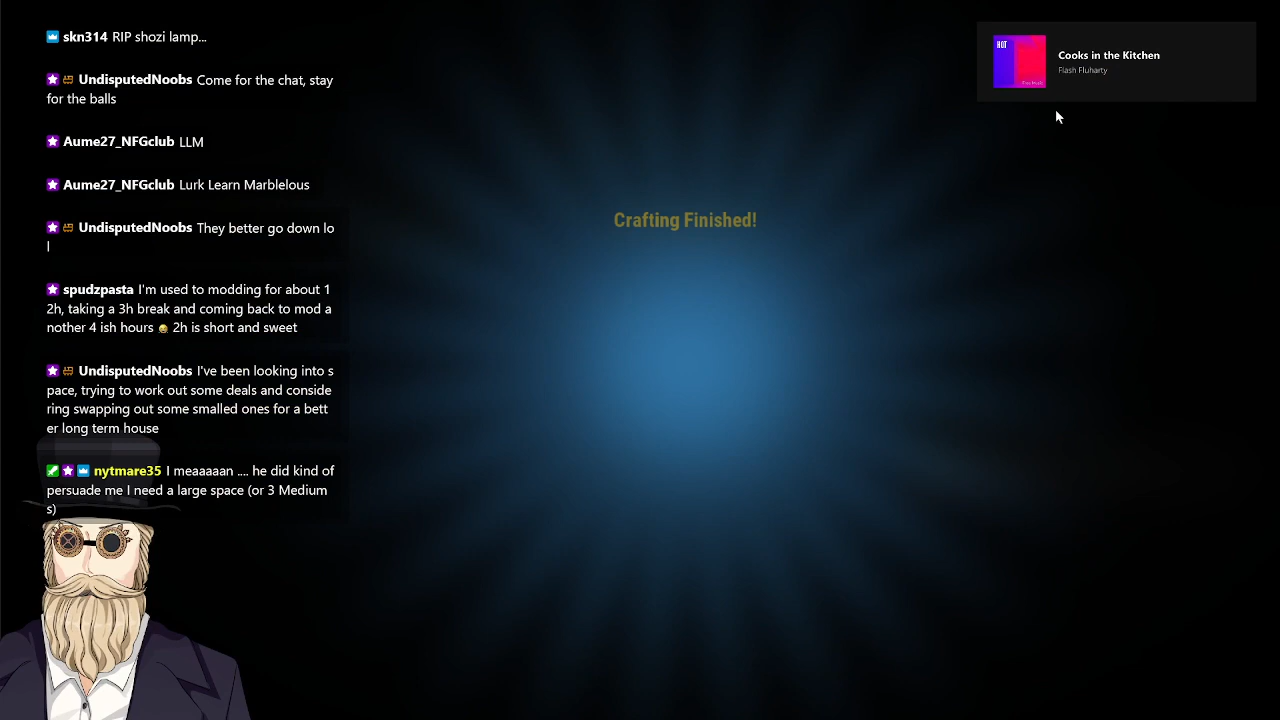 skn314 RIP shozi lamp...
UndisputedNoobs Come for the chat, stay
for the balls
Aume27_NFGclub LLM
Aume27_NFGclub Lurk Learn Marblelous
UndisputedNoobs They better go down lo
l
spudzpasta I'm used to modding for about 1
2h, taking a 3h break and coming back to mod a
nother 4 ish hours 😂 2h is short and sweet
UndisputedNoobs I've been looking into s
pace, trying to work out some deals and conside
ring swapping out some smalled ones for a bett
er long term house
nytmare35 I meaaaaan .... he did kind of
persuade me I need a large space (or 3 Medium
s)
Crafting Finished!
HOT
Cooks in the Kitchen
Flash Fluharty